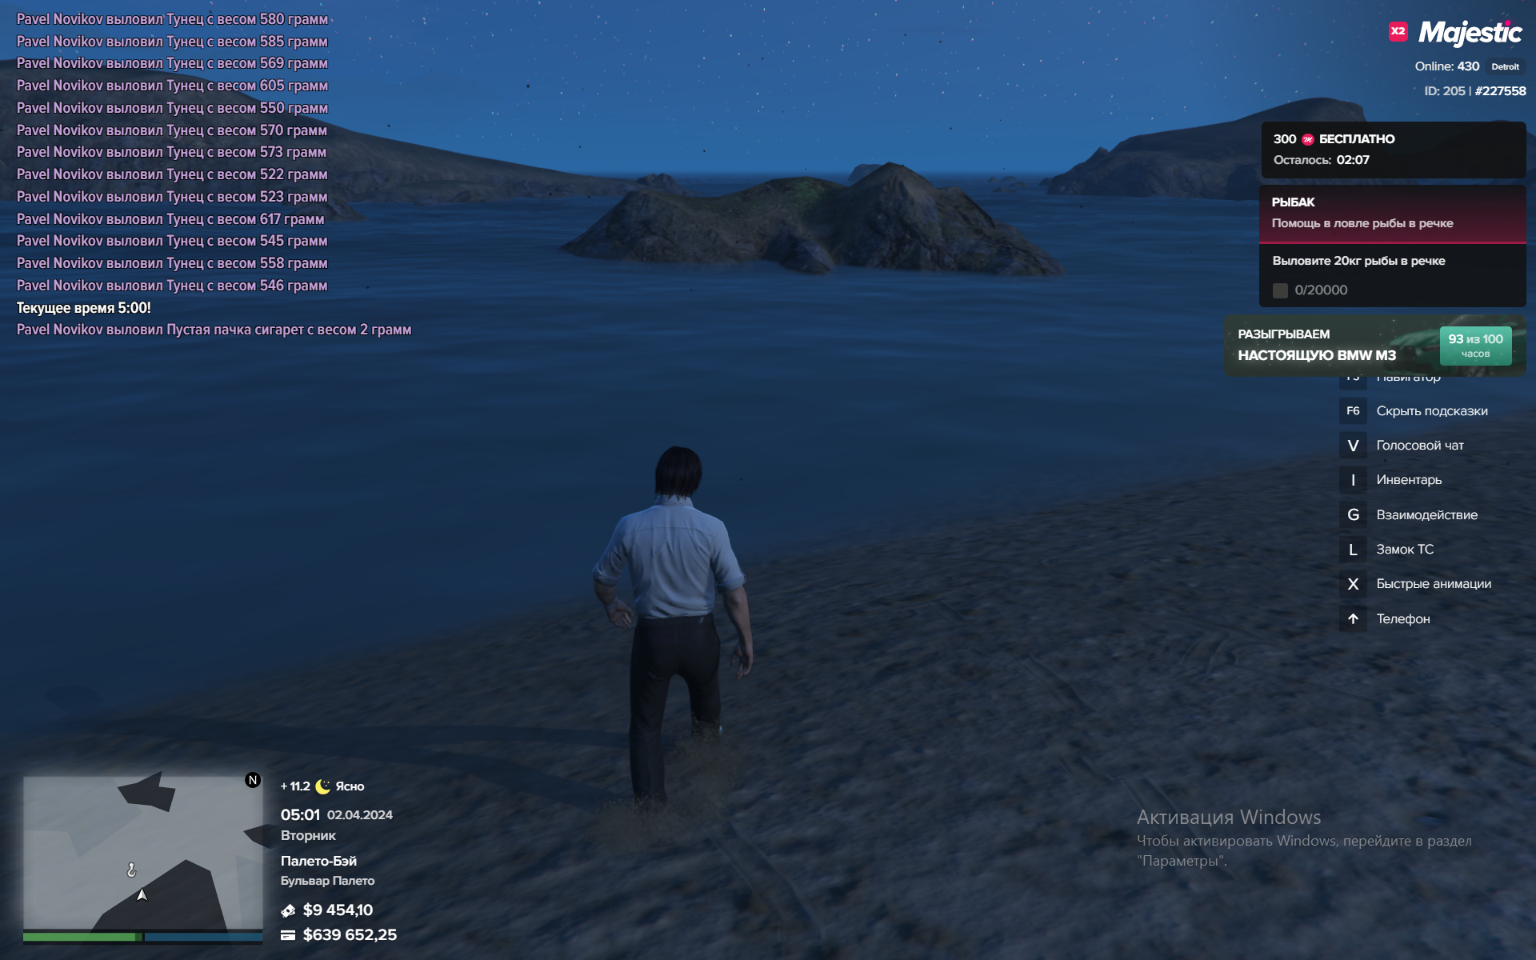 Pavel Novikov выловил Тунец с весом 580 грамм
Pavel Novikov выловил Тунец с весом 585 грамм
Pavel Novikov выловил Тунец с весом 569 грамм
Pavel Novikov выловил Тунец с весом 605 грамм
Pavel Novikov выловил Тунец с весом 550 грамм
Pavel Novikov выловил Тунец с весом 570 грамм
Pavel Novikov выловил Тунец с весом 573 грамм
Pavel Novikov выловил Тунец с весом 522 грамм
Pavel Novikov выловил Тунец с весом 523 грамм
Pavel Novikov выловил Тунец с весом 617 грамм
Pavel Novikov выловил Тунец с весом 545 грамм
Pavel Novikov выловил Тунец с весом 558 грамм
Pavel Novikov выловил Тунец с весом 546 грамм
Текущее время 5:00!
Pavel Novikov выловил Пустая пачка сигарет с весом 2 грамм
X2 Majestic
Online: 430 Detroit
ID: 205 | #227558
300 БЕСПЛАТНО
Осталось: 02:07
РЫБАК
Помощь в ловле рыбы в речке
Выловите 20кг рыбы в речке
0/20000
РАЗЫГРЫВАЕМ
НАСТОЯЩУЮ BMW M3
93 из 100
часов
Навигатор
F6 Скрыть подсказки
V Голосовой чат
I Инвентарь
G Взаимодействие
L Замок ТС
X Быстрые анимации
Телефон
N
+ 11.2 Ясно
05:01 02.04.2024
Вторник
Палето-Бэй
Бульвар Палето
$9 454,10
$639 652,25
Активация Windows
Чтобы активировать Windows, перейдите в раздел
"Параметры".